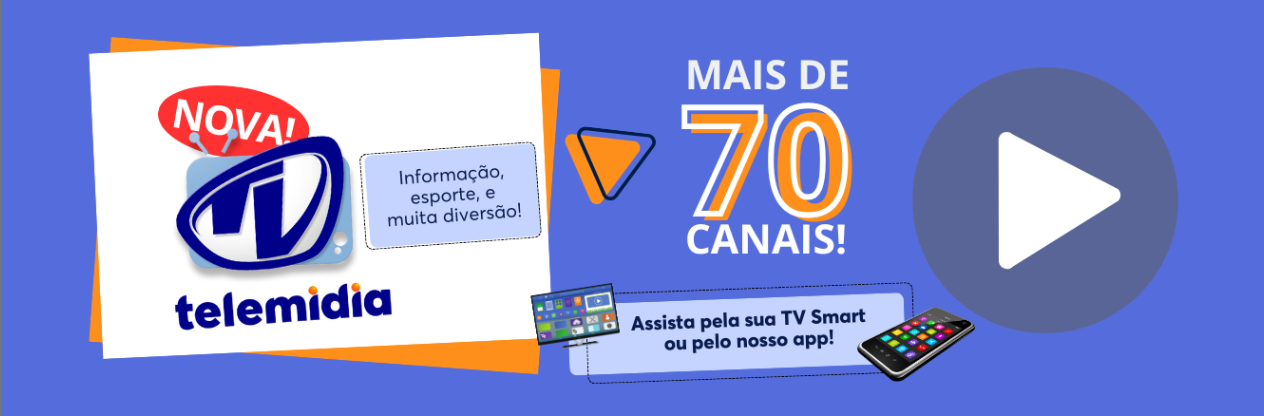 NOVA!
telemidia
Informação,
esporte, e
muita diversão!
MAIS DE
70
CANAIS!
Assista pela sua TV Smart
ou pelo nosso app!